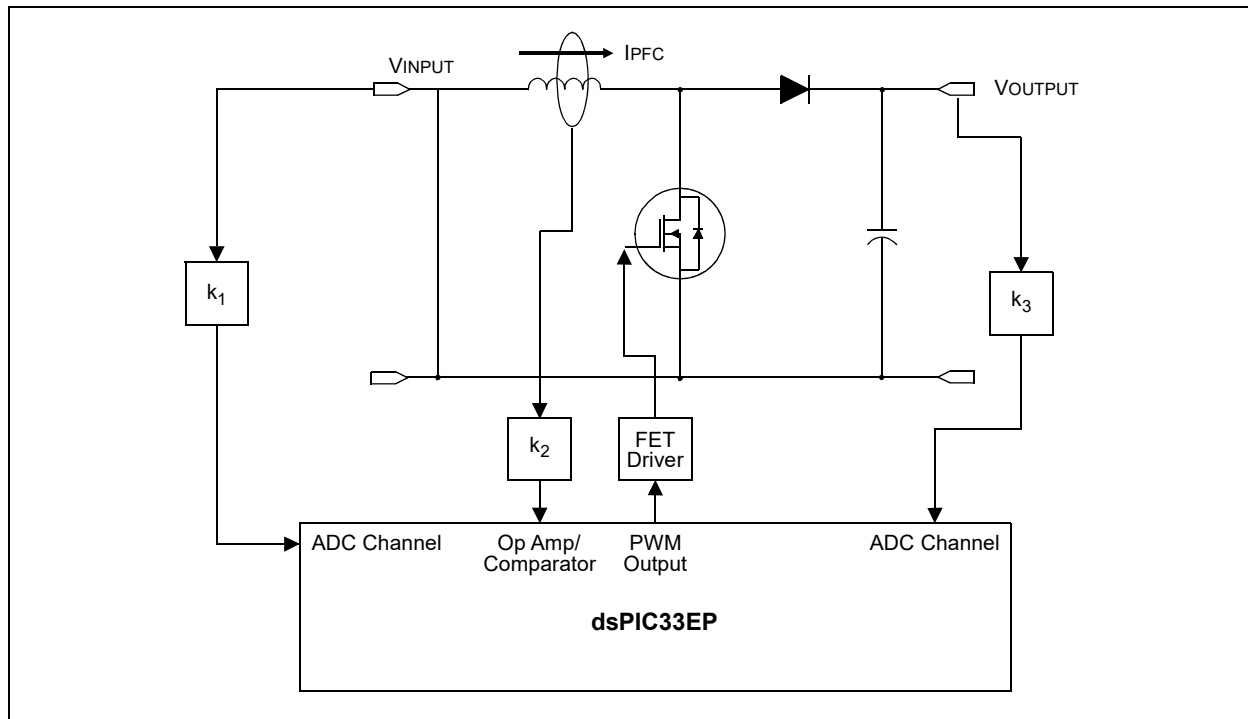 IPFC
VINPUT
VOUTPUT
k1
k3
k2
FET
Driver
ADC Channel
Op Amp/
Comparator
PWM
Output
ADC Channel
dsPIC33EP